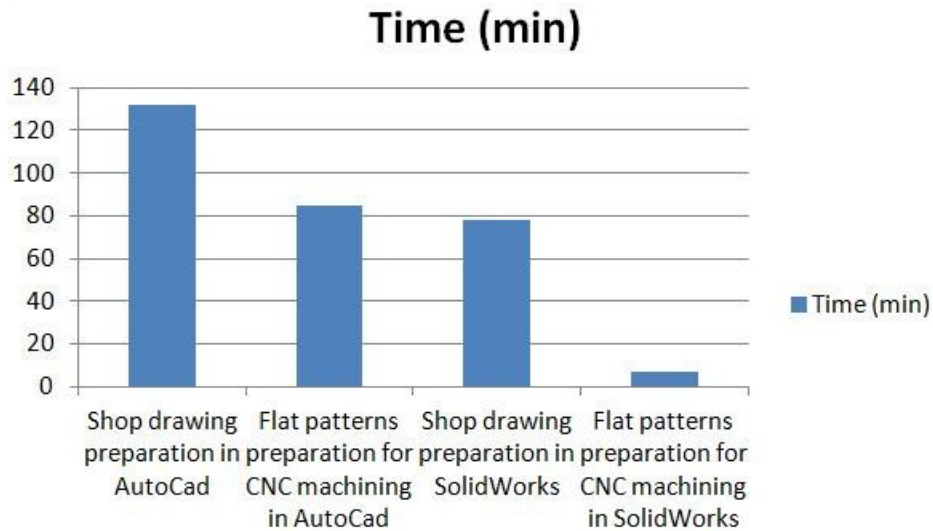 Time (min)
140
120
100
80
60
40
20
0
Time (min)
Shop drawing
preparation in
AutoCad
Flat patterns
preparation for
CNC machining
in AutoCad
Shop drawing
preparation in
SolidWorks
Flat patterns
preparation for
CNC machining
in SolidWorks